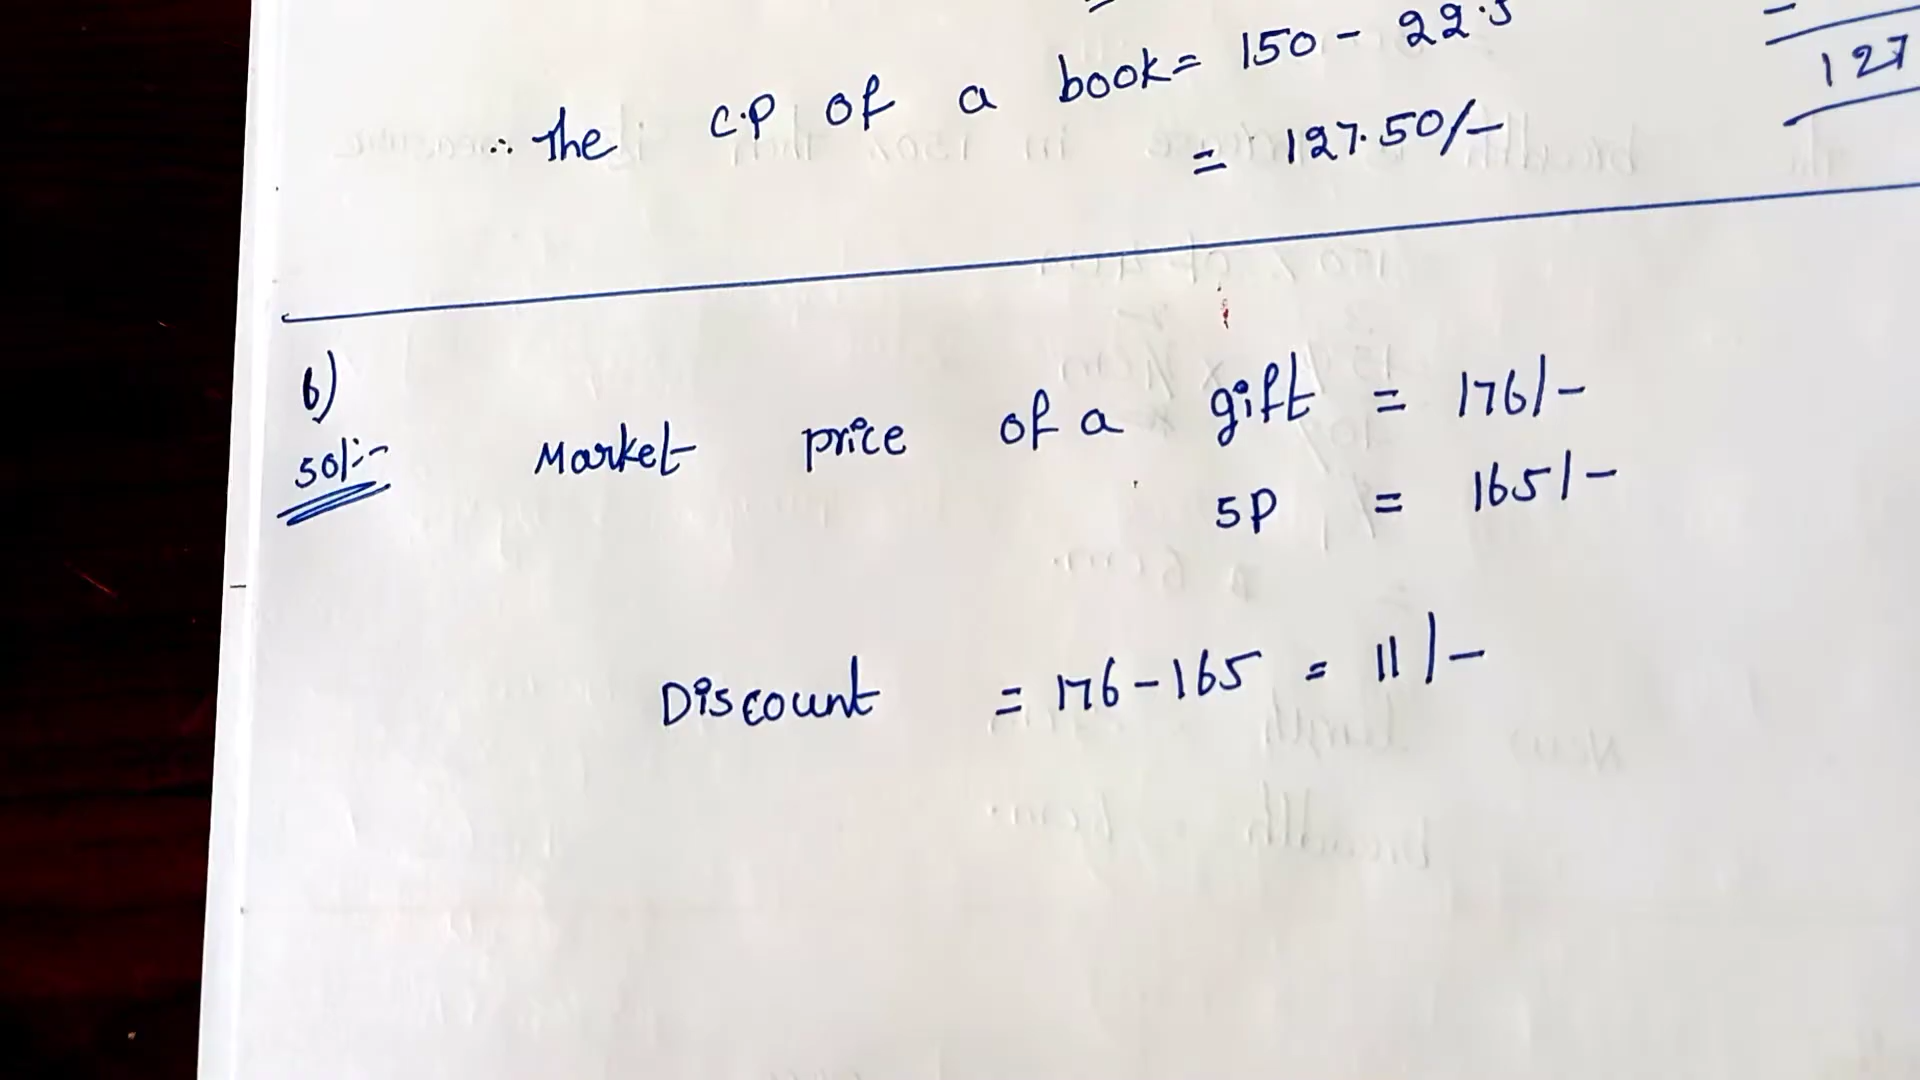 ∴ the C.P of a book = 150 - 22.5
= 127.50/-
127
6)
Sol:- Market price of a gift = 176/-
SP = 165/-
Discount = 176-165 = 11/-